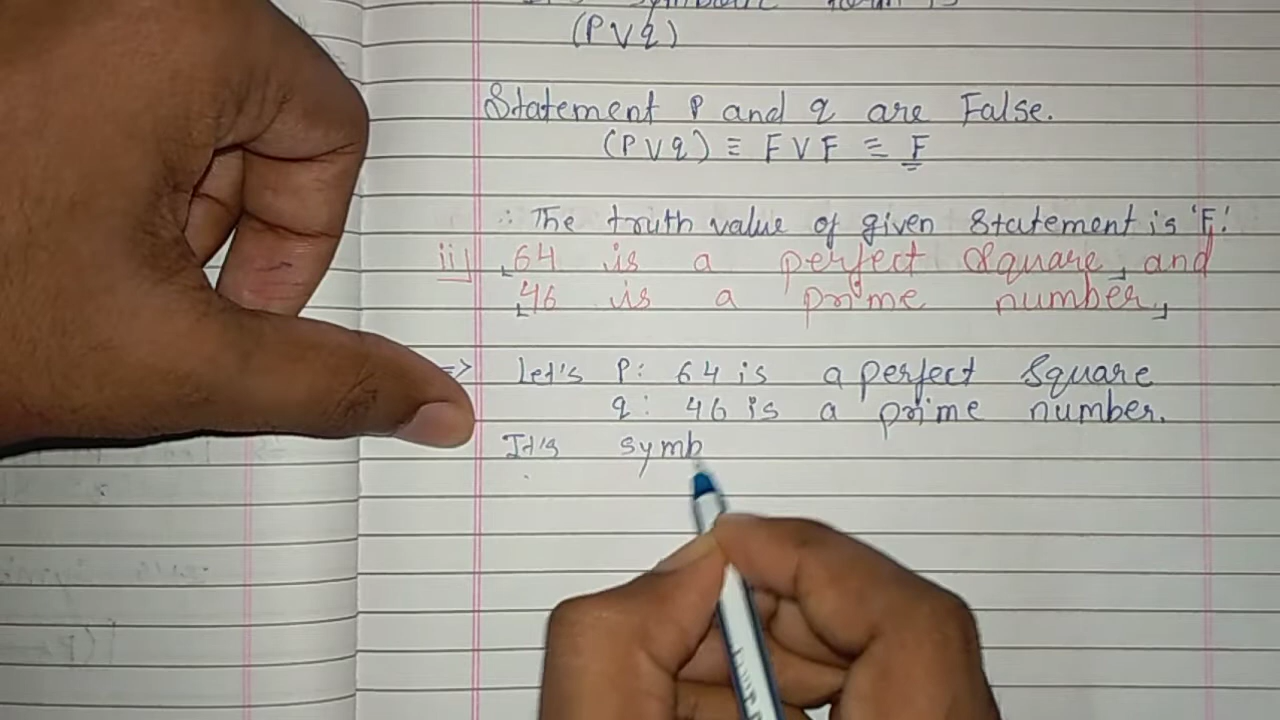 (P∨q)
Statement P and q are False.
(P∨q) ≡ F∨F ≡ F
∴ The truth value of given Statement is 'F'.
ii) 64 is a perfect Square and
46 is a prime number
=> Let's P: 64 is a perfect Square
q: 46 is a prime number.
It's symb